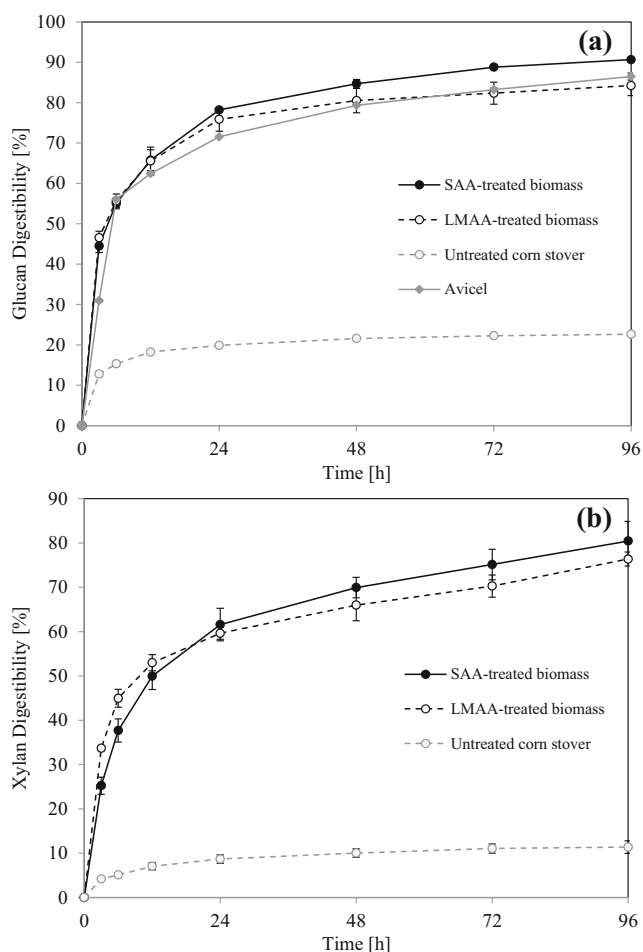 (a)
Glucan Digestibility [%]
100
90
80
70
60
50
40
30
20
10
0
SAA-treated biomass
LMAA-treated biomass
Untreated corn stover
Avicel
0 24 48 72 96
Time [h]
(b)
Xylan Digestibility [%]
90
80
70
60
50
40
30
20
10
0
SAA-treated biomass
LMAA-treated biomass
Untreated corn stover
0 24 48 72 96
Time [h]